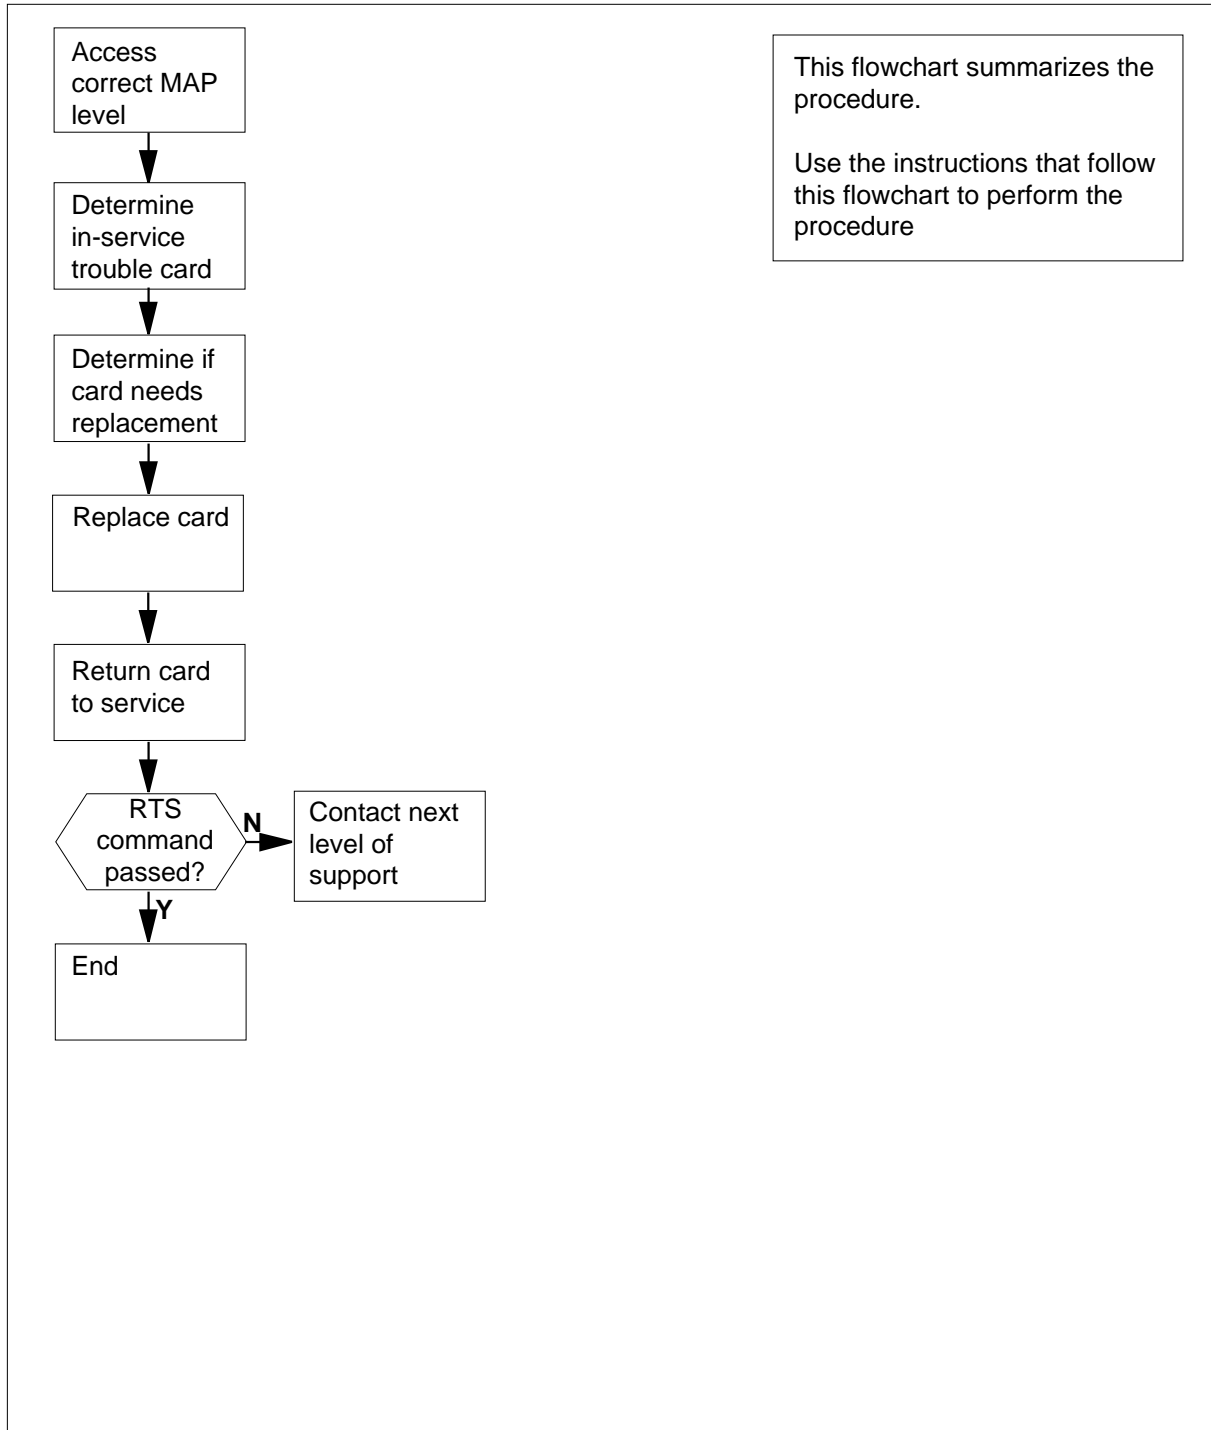 Access
correct MAP
level
This flowchart summarizes the
procedure.
Use the instructions that follow
this flowchart to perform the
procedure
Determine
in-service
trouble card
Determine if
card needs
replacement
Replace card
Return card
to service
RTS
command
passed?
N
Contact next
level of
support
Y
End